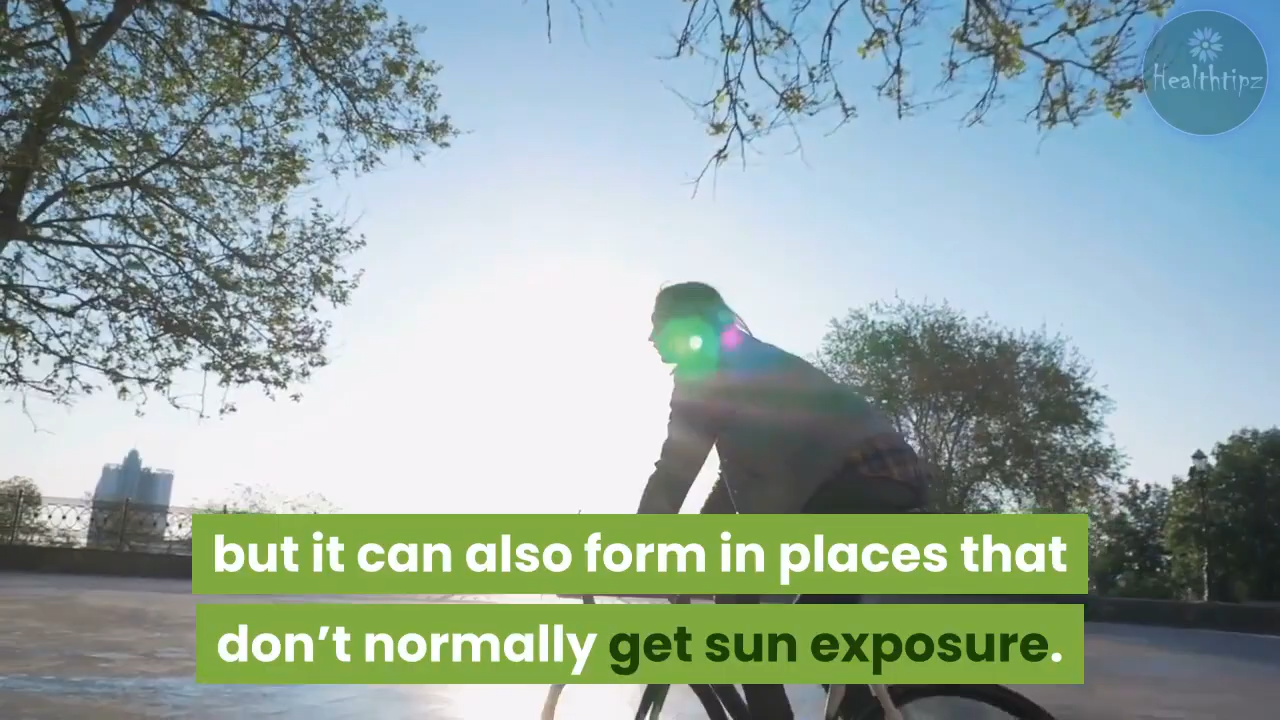 Healthtipz
but it can also form in places that
don’t normally get sun exposure.